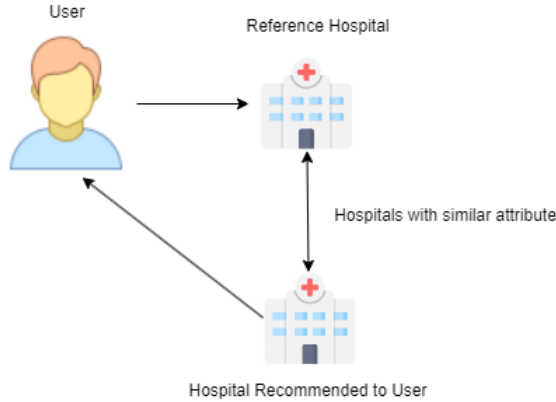 User
Reference Hospital
Hospitals with similar attribute
Hospital Recommended to User